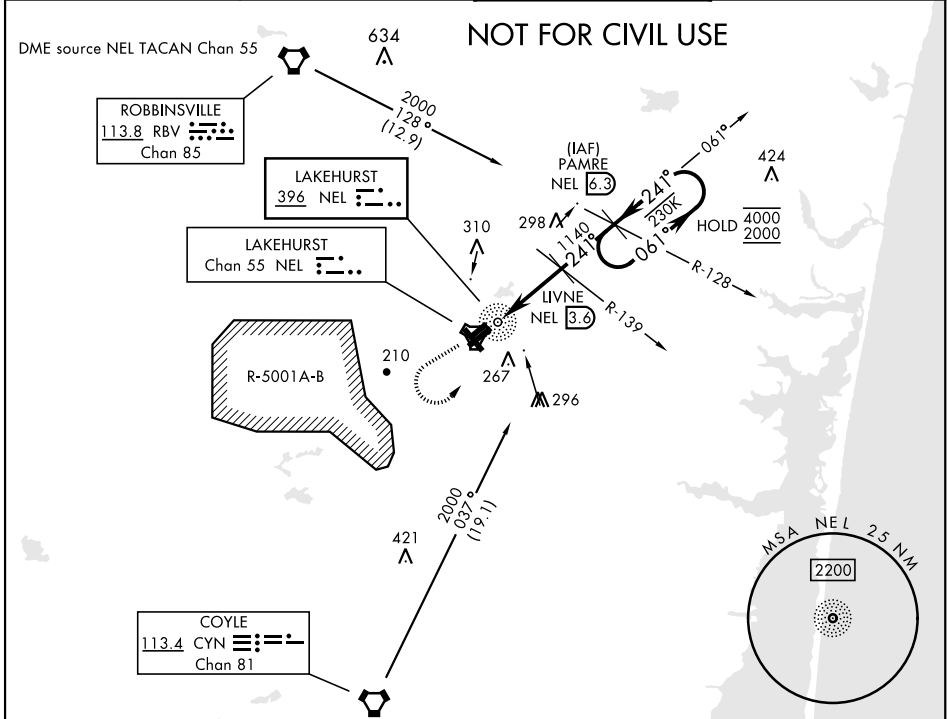 NOT FOR CIVIL USE
DME source NEL TACAN Chan 55
634
ROBBINSVILLE
113.8 RBV
Chan 85
2000
128°
(12.9)
(IAF)
PAMRE
NEL 6.3
061°
424
LAKEHURST
396 NEL
241°
230K
HOLD 4000
2000
298
1140
241°
061°
310
R-128
LAKEHURST
Chan 55 NEL
LIVNE
NEL 3.6
R-139
R-5001A-B
210
267
296
2000
037°
(19.1)
421
MSA NEL 25 NM
2200
COYLE
113.4 CYN
Chan 81